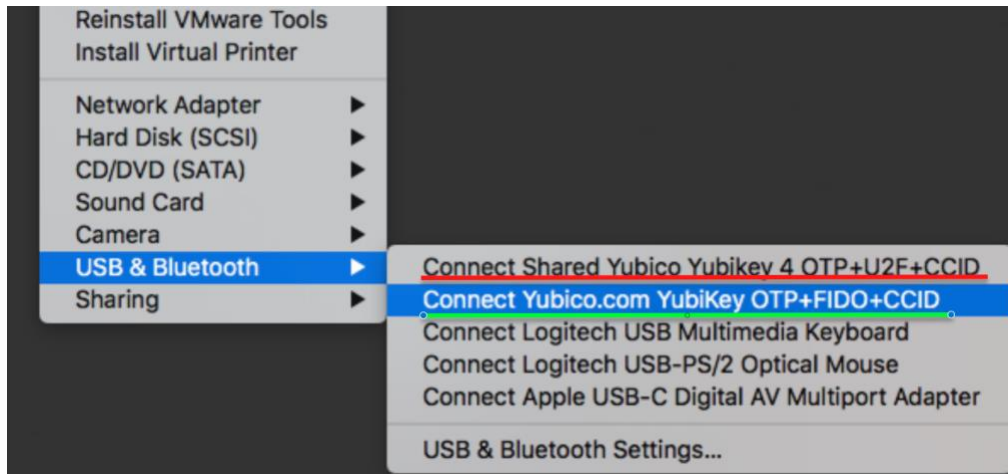 Reinstall VMware Tools
Install Virtual Printer
Network Adapter
Hard Disk (SCSI)
CD/DVD (SATA)
Sound Card
Camera
USB & Bluetooth
Sharing
Connect Shared Yubico Yubikey 4 OTP+U2F+CCID
Connect Yubico.com YubiKey OTP+FIDO+CCID
Connect Logitech USB Multimedia Keyboard
Connect Logitech USB-PS/2 Optical Mouse
Connect Apple USB-C Digital AV Multiport Adapter
USB & Bluetooth Settings...